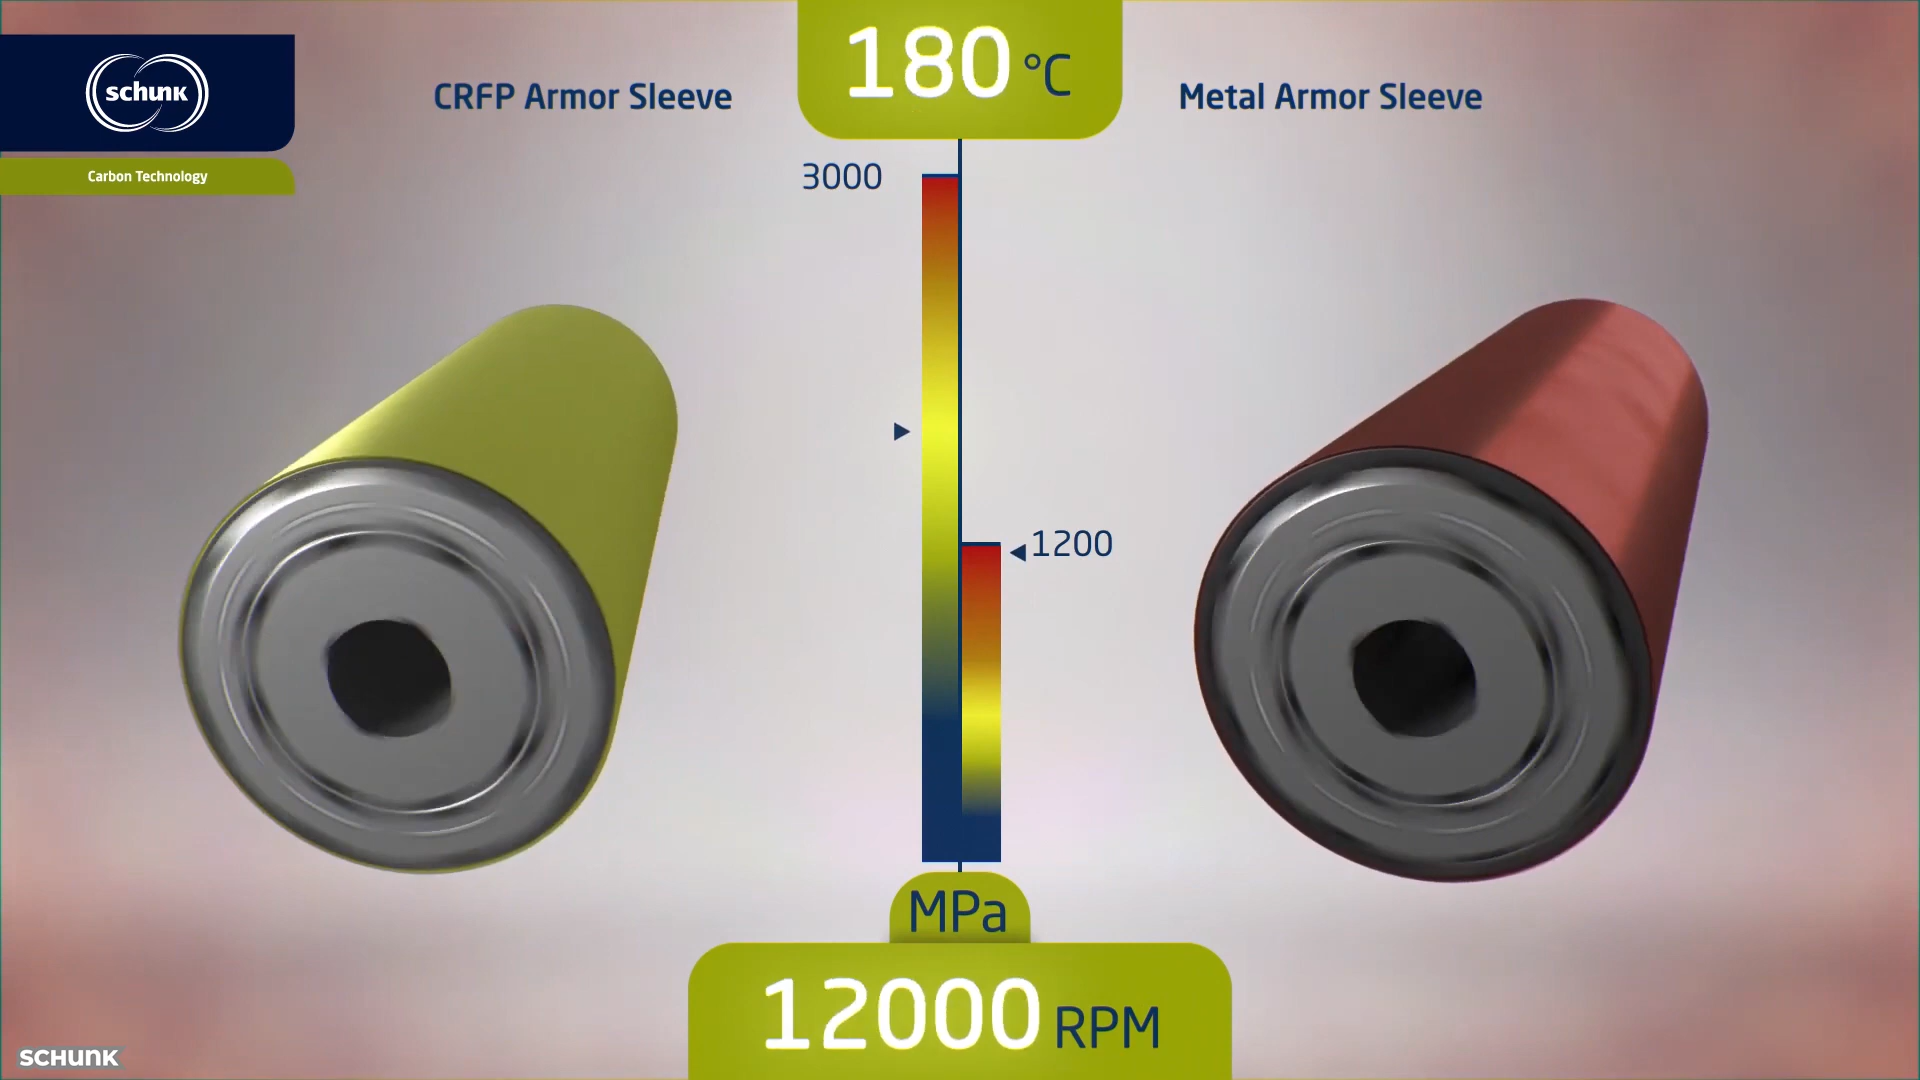 schunk
Carbon Technology
CRFP Armor Sleeve
180 °C
Metal Armor Sleeve
3000
1200
MPa
12000 RPM
SCHUNK